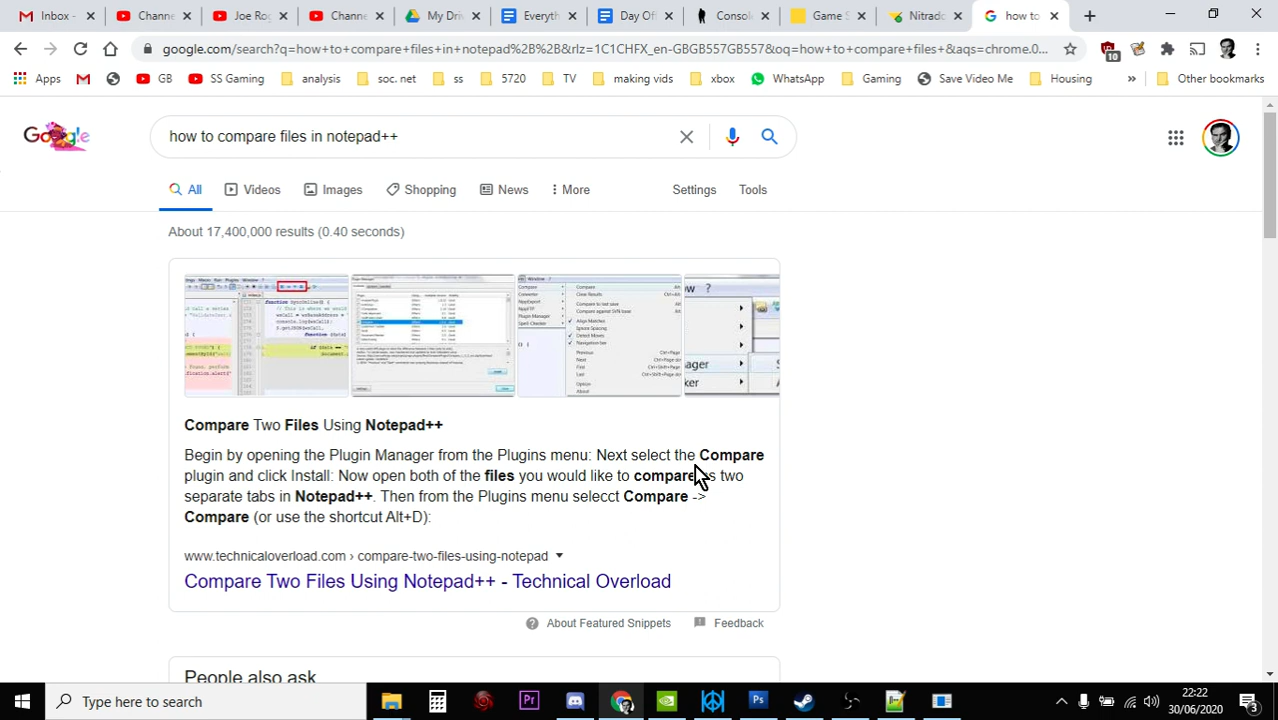 Inbox -
Channe
Joe Rog
Channe
My Driv
Everyth
Day Of
Conso
Game S
Nitrado
how to
google.com/search?q=how+to+compare+files+in+notepad%2B%2B&rlz=1C1CHFX_en-GBGB557GB557&oq=how+to+compare+files+&aqs=chrome.0...
10
Apps
GB
SS Gaming
analysis
soc. net
ss
5720
TV
making vids
xbox
WhatsApp
Gaming
Save Video Me
Housing
»
Other bookmarks
Google
how to compare files in notepad++
All
Videos
Images
Shopping
News
More
Settings
Tools
About 17,400,000 results (0.40 seconds)
Compare Two Files Using Notepad++
Begin by opening the Plugin Manager from the Plugins menu: Next select the Compare
plugin and click Install: Now open both of the files you would like to compare as two
separate tabs in Notepad++. Then from the Plugins menu selecct Compare ->
Compare (or use the shortcut Alt+D):
www.technicaloverload.com › compare-two-files-using-notepad
Compare Two Files Using Notepad++ - Technical Overload
About Featured Snippets
Feedback
People also ask
Type here to search
Pr
Ps
22:22
30/06/2020
3